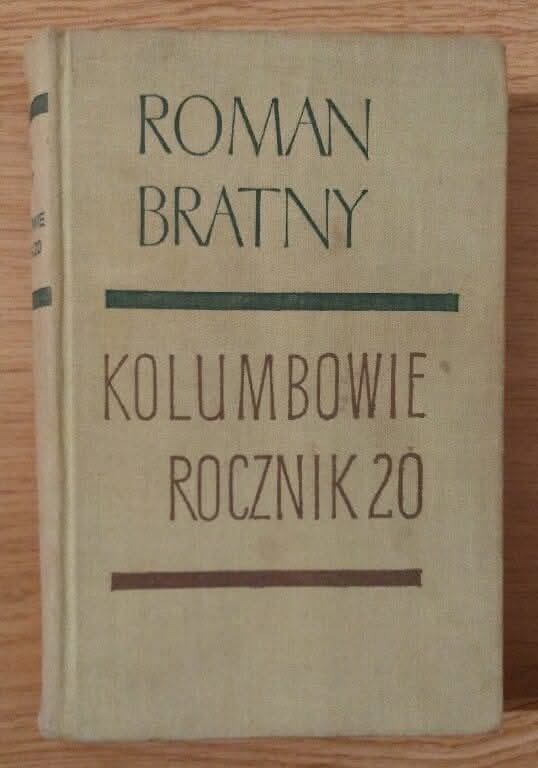 ROMAN
BRATNY
KOLUMBOWIE
ROCZNIK 20